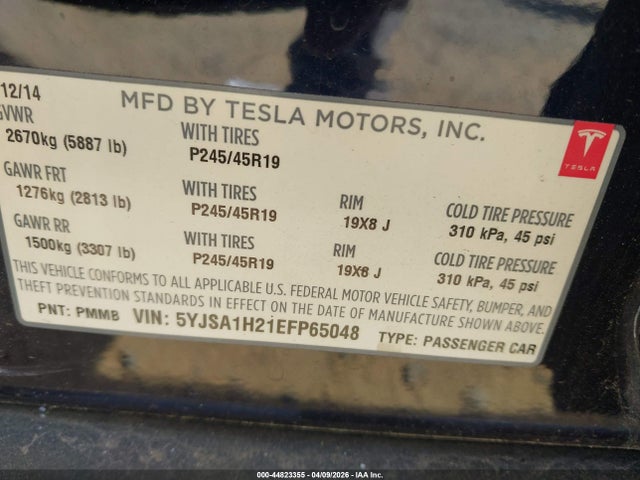 12/14
MFD BY TESLA MOTORS, INC.
GVWR
2670kg (5887 lb)
WITH TIRES
P245/45R19
TESLA
GAWR FRT
1276kg (2813 lb)
WITH TIRES
P245/45R19
RIM
19X8 J
COLD TIRE PRESSURE
310 kPa, 45 psi
GAWR RR
1500kg (3307 lb)
WITH TIRES
P245/45R19
RIM
19X8 J
COLD TIRE PRESSURE
310 kPa, 45 psi
THIS VEHICLE CONFORMS TO ALL APPLICABLE U.S. FEDERAL MOTOR VEHICLE SAFETY, BUMPER, AND
THEFT PREVENTION STANDARDS IN EFFECT ON THE DATE OF MANUFACTURE SHOWN ABOVE.
PNT: PMMB VIN: 5YJSA1H21EFP65048 TYPE: PASSENGER CAR
000-44823355 - 04/09/2026 - IAA Inc.